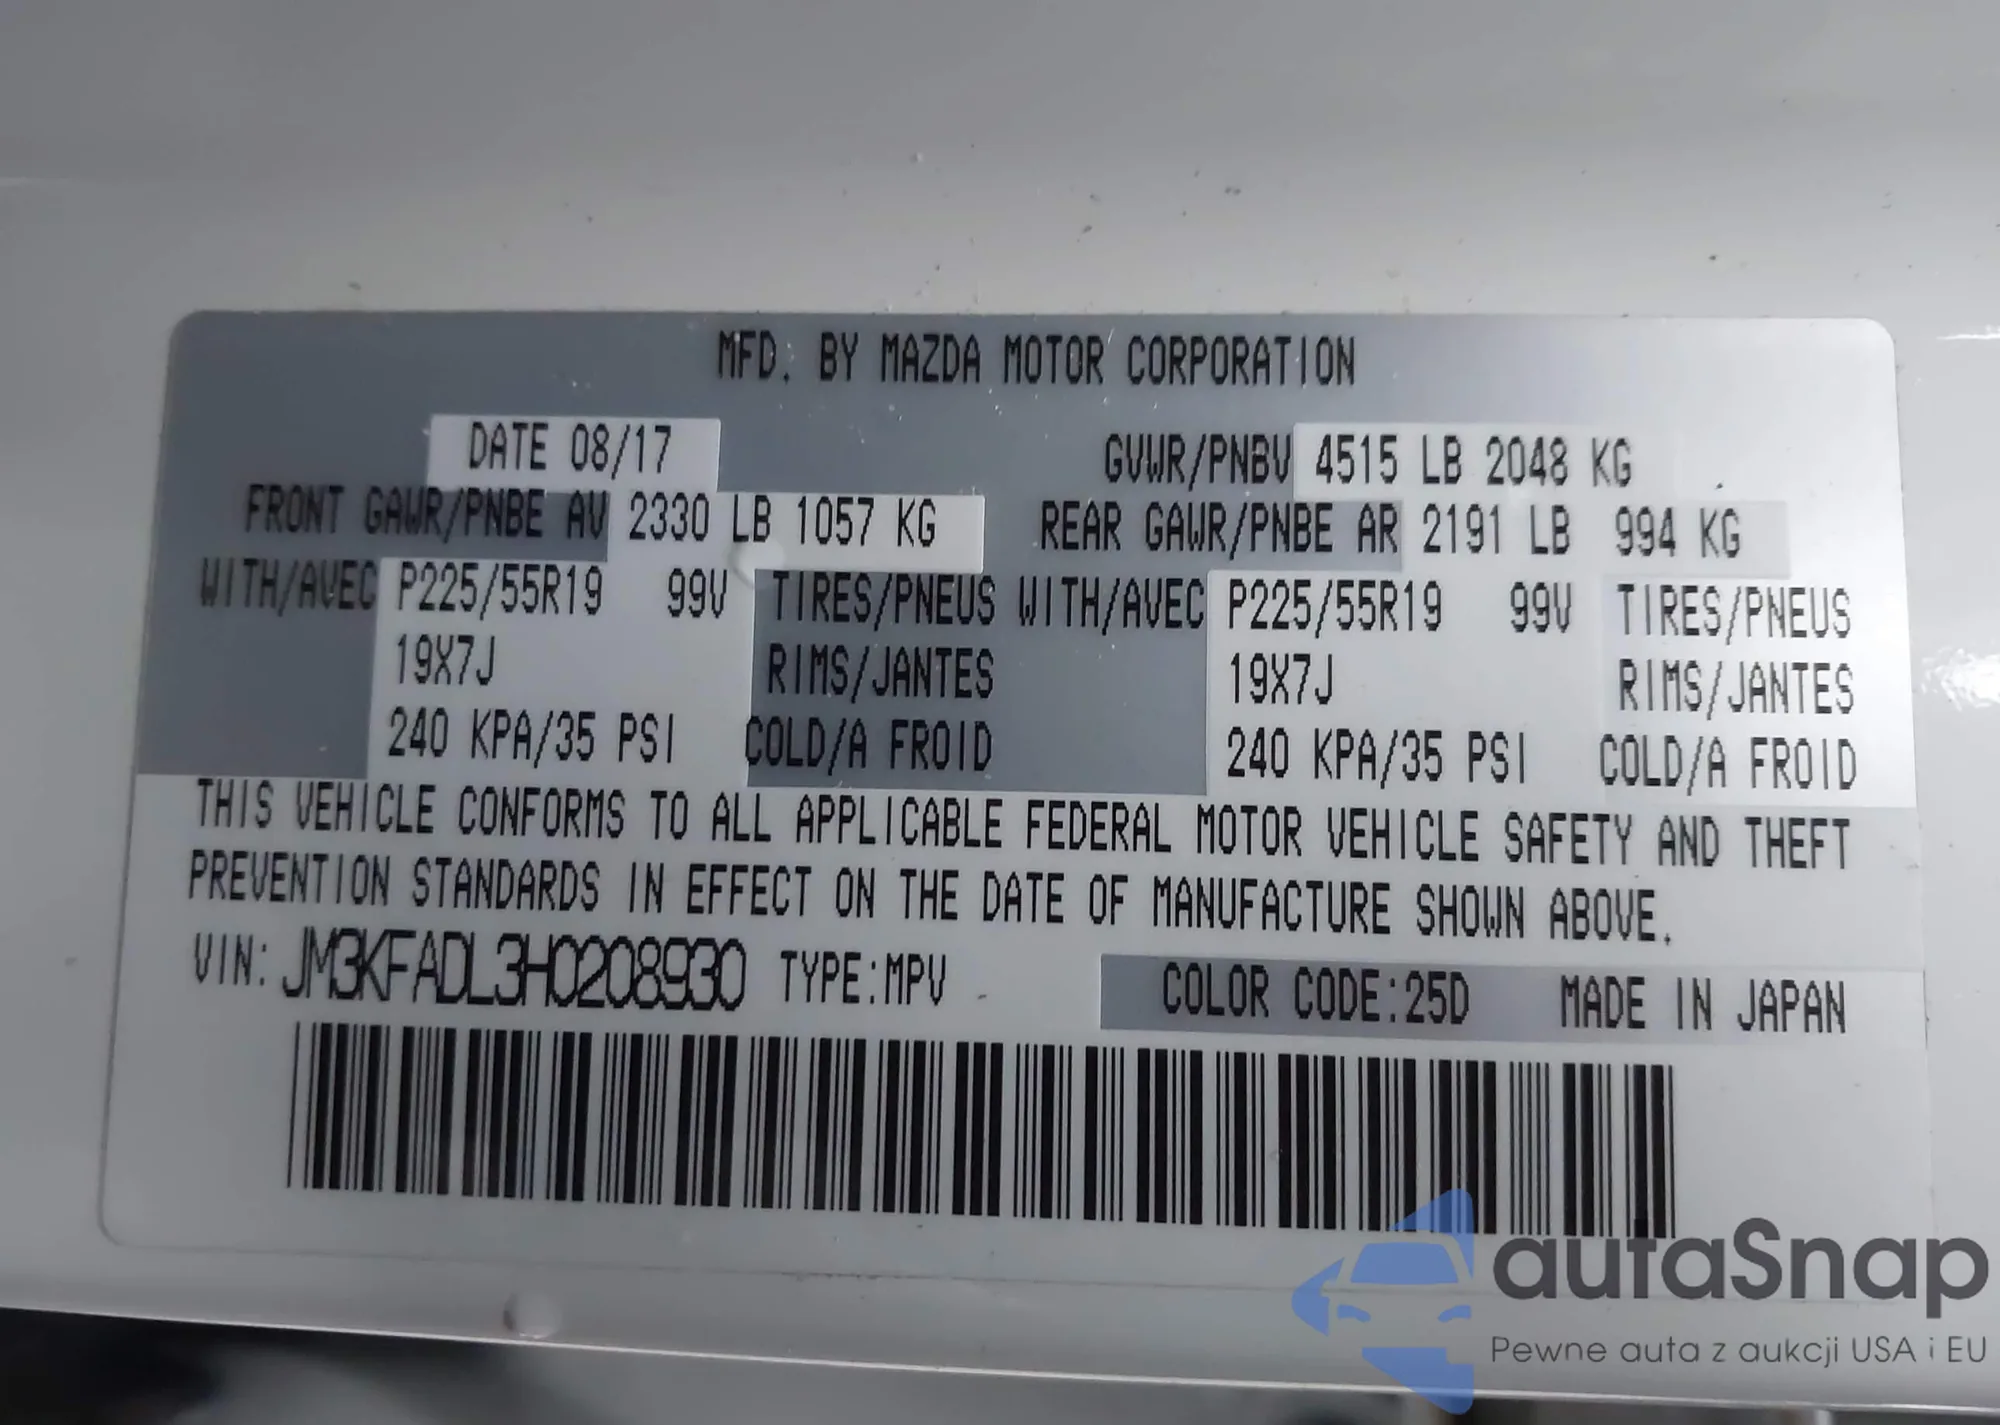 MFD. BY MAZDA MOTOR CORPORATION
DATE 08/17 GVWR/PNBV 4515 LB 2048 KG
FRONT GAWR/PNBE AV 2330 LB 1057 KG REAR GAWR/PNBE AR 2191 LB 994 KG
WITH/AVEC P225/55R19 99V TIRES/PNEUS WITH/AVEC P225/55R19 99V TIRES/PNEUS
19X7J RIMS/JANTES 19X7J RIMS/JANTES
240 KPA/35 PSI COLD/A FROID 240 KPA/35 PSI COLD/A FROID
THIS VEHICLE CONFORMS TO ALL APPLICABLE FEDERAL MOTOR VEHICLE SAFETY AND THEFT
PREVENTION STANDARDS IN EFFECT ON THE DATE OF MANUFACTURE SHOWN ABOVE.
VIN: JM3KFADL3H0208930 TYPE:MPV COLOR CODE:25D MADE IN JAPAN
autaSnap
Pewne auta z aukcji USA i EU